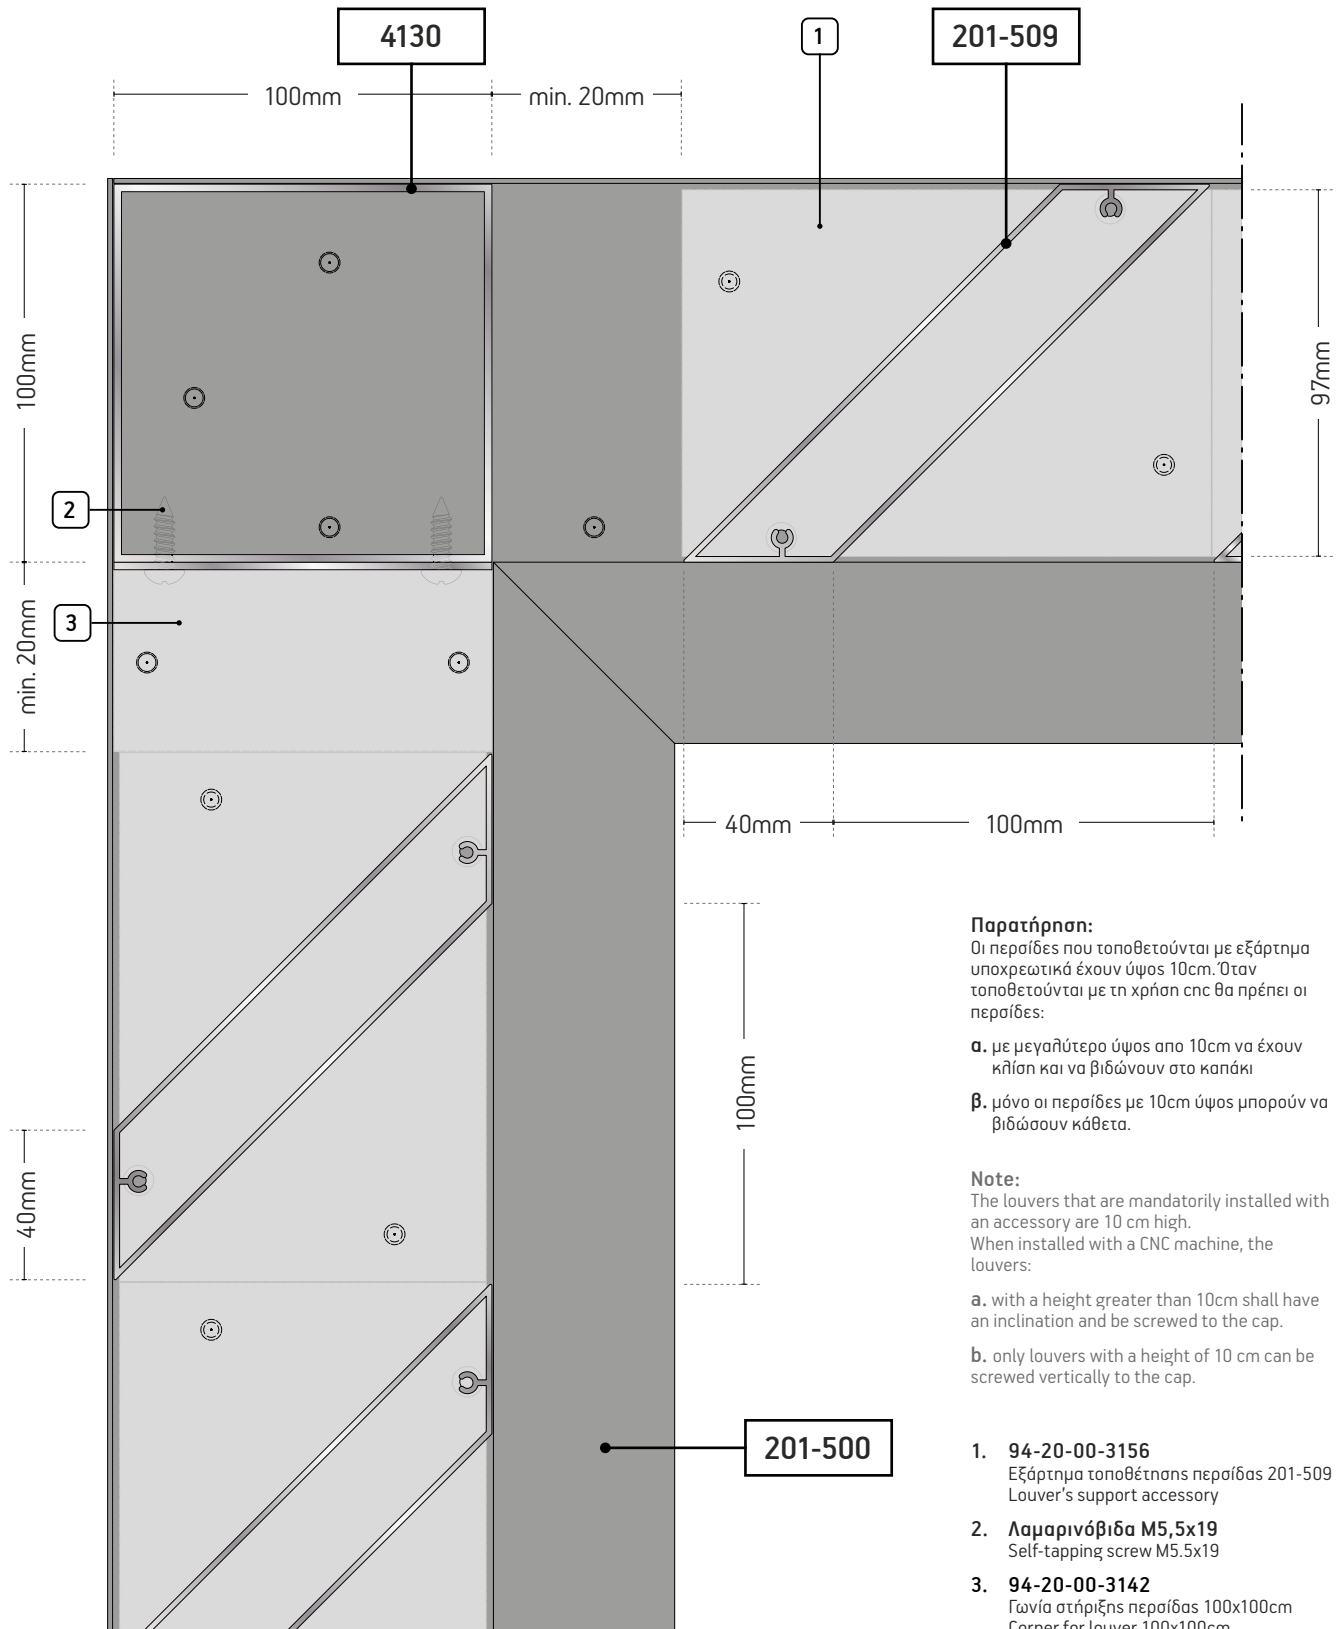 4130
1
201-509
100mm
min. 20mm
100mm
97mm
2
min. 20mm
3
40mm
100mm
100mm
40mm
201-500
Παρατήρηση:
Οι περσίδες που τοποθετούνται με εξάρτημα
υποχρεωτικά έχουν ύψος 10cm. Όταν
τοποθετούνται με τη χρήση cnc θα πρέπει οι
περσίδες:
α. με μεγαλύτερο ύψος απο 10cm να έχουν
κλίση και να βιδώνουν στο καπάκι
β. μόνο οι περσίδες με 10cm ύψος μπορούν να
βιδώσουν κάθετα.
Note:
The louvers that are mandatorily installed with
an accessory are 10 cm high.
When installed with a CNC machine, the
louvers:
a. with a height greater than 10cm shall have
an inclination and be screwed to the cap.
b. only louvers with a height of 10 cm can be
screwed vertically to the cap.
1. 94-20-00-3156
Εξάρτημα τοποθέτησης περσίδας 201-509
Louver's support accessory
2. Λαμαρινόβιδα M5,5x19
Self-tapping screw M5.5x19
3. 94-20-00-3142
Γωνία στήριξης περσίδας 100x100cm
Corner for louver 100x100cm